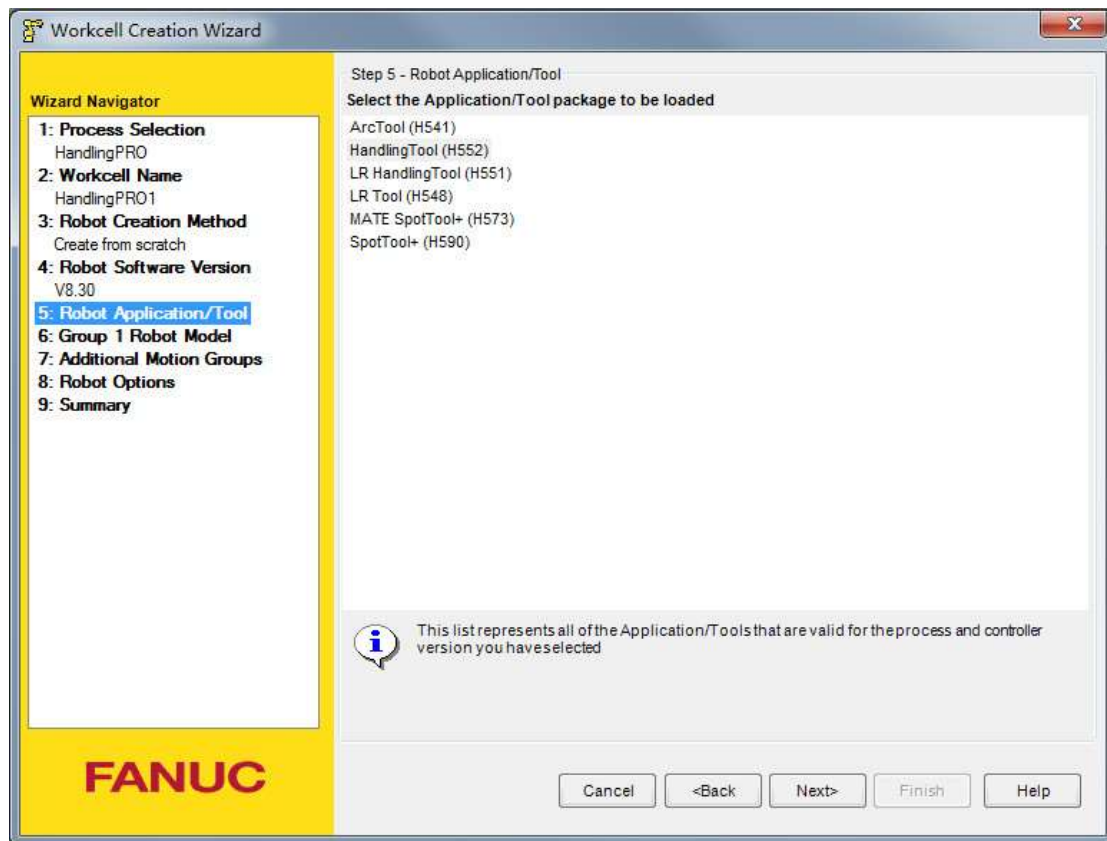 Workcell Creation Wizard
Wizard Navigator
1: Process Selection
HandlingPRO
2: Workcell Name
HandlingPRO1
3: Robot Creation Method
Create from scratch
4: Robot Software Version
V8.30
5: Robot Application/Tool
6: Group 1 Robot Model
7: Additional Motion Groups
8: Robot Options
9: Summary
FANUC
Step 5 - Robot Application/Tool
Select the Application/Tool package to be loaded
ArcTool (H541)
HandlingTool (H552)
LR HandlingTool (H551)
LR Tool (H548)
MATE SpotTool+ (H573)
SpotTool+ (H590)
This list represents all of the Application/Tools that are valid for the process and controller
version you have selected
Cancel
<Back
Next>
Finish
Help